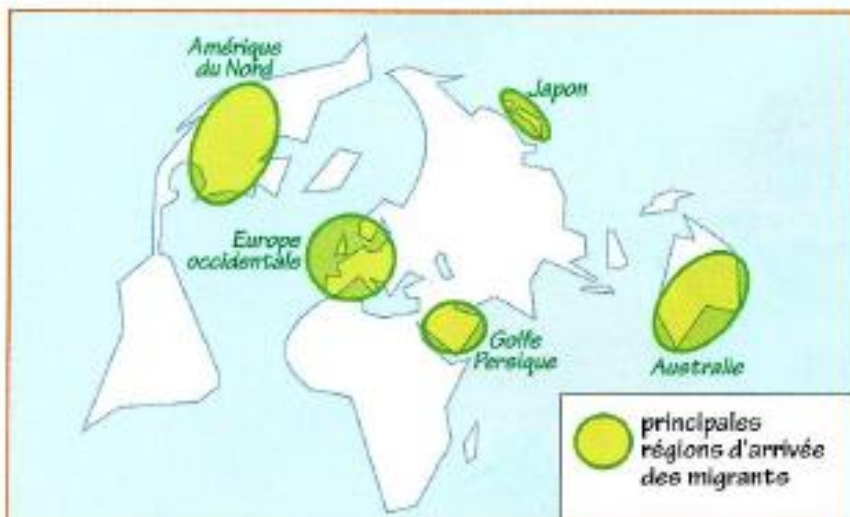 Amérique
du Nord
Japon
Europe
occidentale
Golfe
Persique
Australie
principales
régions d'arrivée
des migrants